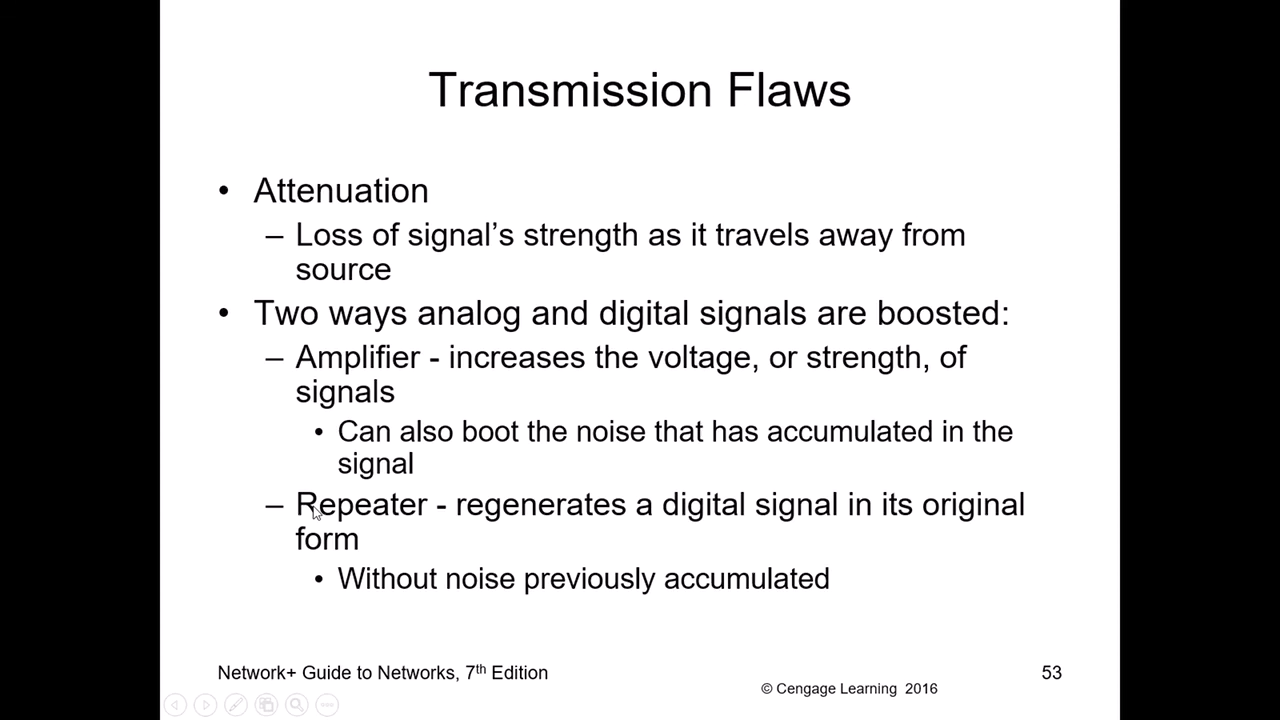 Transmission Flaws
• Attenuation
– Loss of signal’s strength as it travels away from
source
• Two ways analog and digital signals are boosted:
– Amplifier - increases the voltage, or strength, of
signals
• Can also boot the noise that has accumulated in the
signal
– Repeater - regenerates a digital signal in its original
form
• Without noise previously accumulated
Network+ Guide to Networks, 7th Edition
53
© Cengage Learning 2016